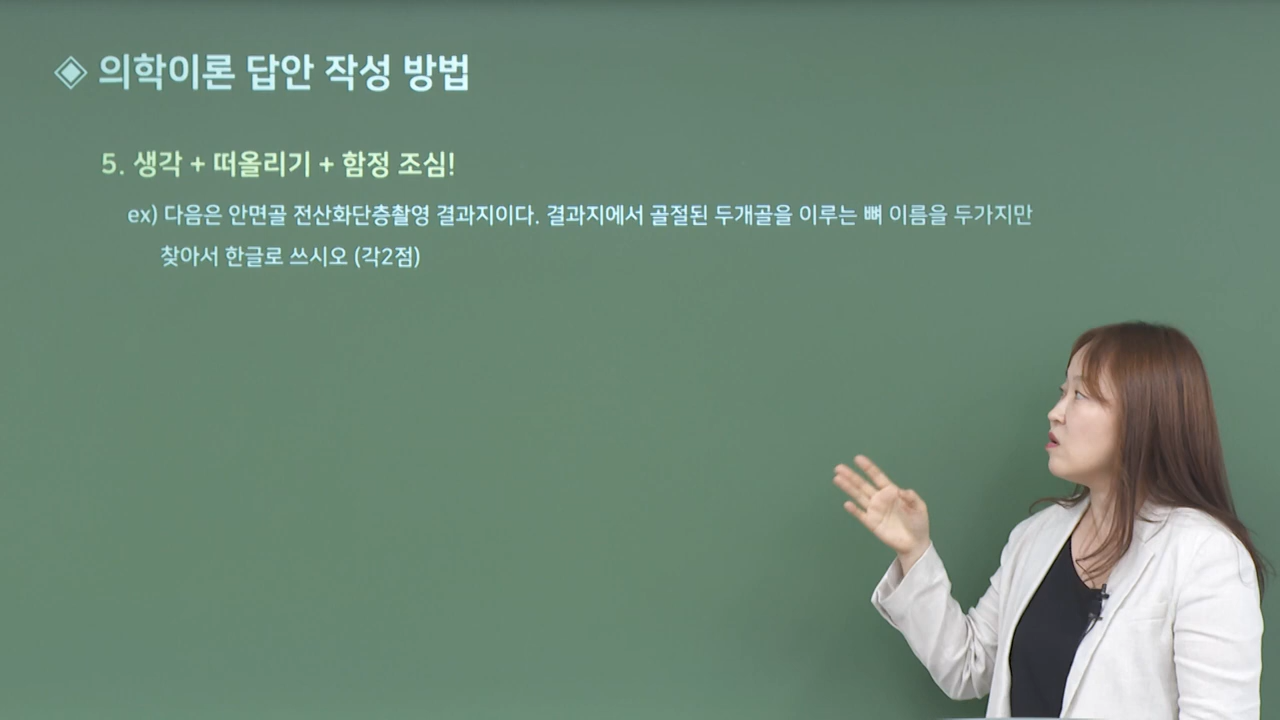 ◈ 의학이론 답안 작성 방법
5. 생각 + 떠올리기 + 함정 조심!
ex) 다음은 안면골 전산화단층촬영 결과지이다. 결과지에서 골절된 두개골을 이루는 뼈 이름을 두가지만
찾아서 한글로 쓰시오 (각2점)